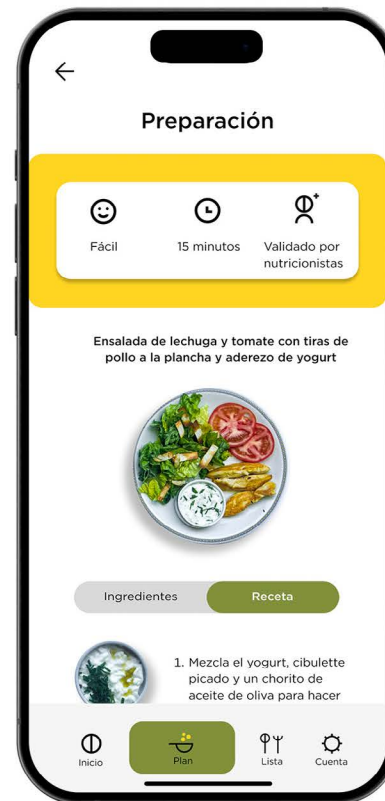 Preparación
Fácil
15 minutos
Validado por
nutricionistas
Ensalada de lechuga y tomate con tiras de
pollo a la plancha y aderezo de yogurt
Ingredientes
Receta
1. Mezcla el yogurt, cibulette
picado y un chorito de
aceite de oliva para hacer
Inicio
Plan
Lista
Cuenta